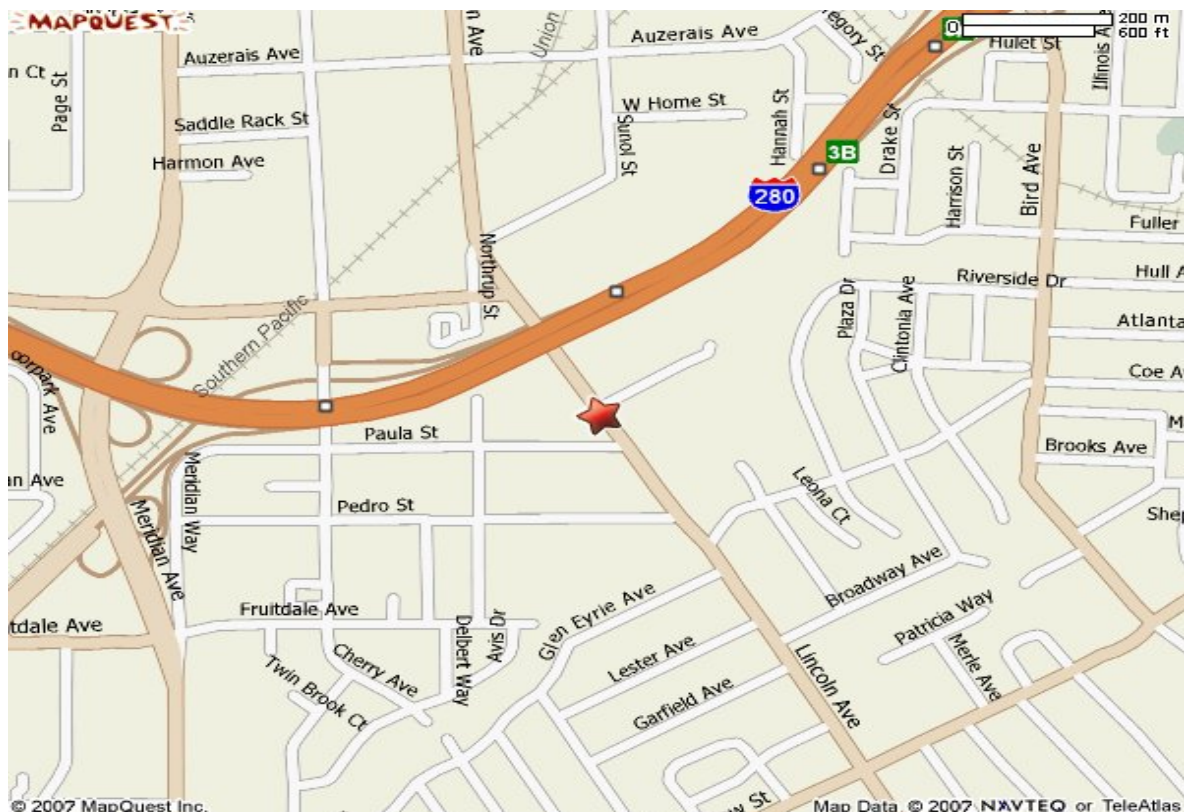 MAPQUEST
200 m
600 ft
Auzerais Ave
Auzerais Ave
Union
Hulet St
Page St
W Home St
Saddle Rack St
Sunol St
Hannah St
Drake St
3B
Harmon Ave
Harrison St
Bird Ave
280
Fuller
Northrup St
Riverside Dr
Hull A
Plaza Dr
Clintonia Ave
Atlanta
Southern Pacific
Coe A
Paula St
Brooks Ave
Meridian Way
Leona Ct
Pedro St
Meridian Ave
Broadway Ave
Fruitdale Ave
tdale Ave
Delbert Way
Avis Dr
Glen Eyrie Ave
Patricia Way
Cherry Ave
Lester Ave
Merle Ave
Twin Brook Ct
Garfield Ave
Lincoln Ave
© 2007 MapQuest Inc.
Map Data © 2007 NAVTEQ or TeleAtlas